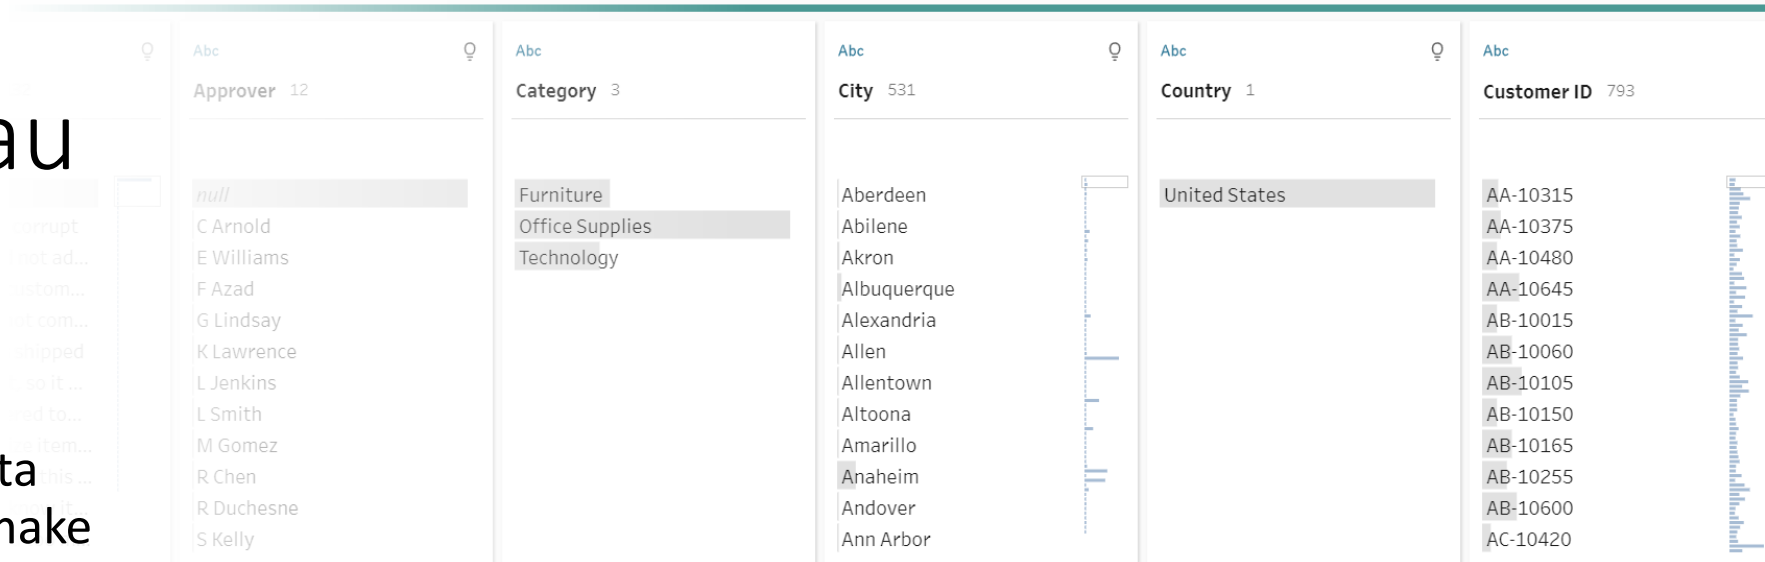 Abc
Approver 12
null
C Arnold
E Williams
F Azad
G Lindsay
K Lawrence
L Jenkins
L Smith
M Gomez
R Chen
R Duchesne
S Kelly
Abc
Category 3
Furniture
Office Supplies
Technology
Abc
City 531
Aberdeen
Abilene
Akron
Albuquerque
Alexandria
Allen
Allentown
Altoona
Amarillo
Anaheim
Andover
Ann Arbor
Abc
Country 1
United States
Abc
Customer ID 793
AA-10315
AA-10375
AA-10480
AA-10645
AB-10015
AB-10060
AB-10105
AB-10150
AB-10165
AB-10255
AB-10600
AC-10420